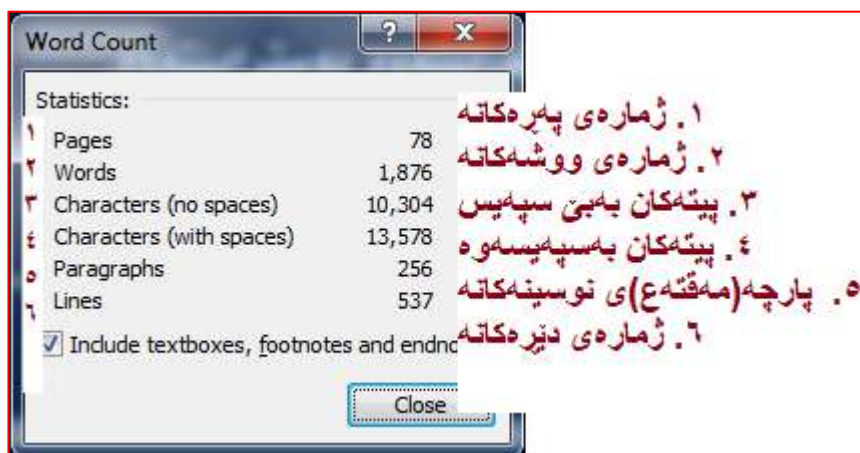 Word Count
Statistics:
١ Pages 78
٢ Words 1,876
٣ Characters (no spaces) 10,304
٤ Characters (with spaces) 13,578
٥ Paragraphs 256
٦ Lines 537
Include textboxes, footnotes and endno
Close
١. ژمارەی پەڕەکانە
٢. ژمارەی ووشەکانە
٣. پیتەکان بەبێ سپەیس
٤. پیتەکان بەسپەیسەوە
٥. پارچە(مەقتەع)ی نوسینەکانە
٦. ژمارەی دێڕەکانە